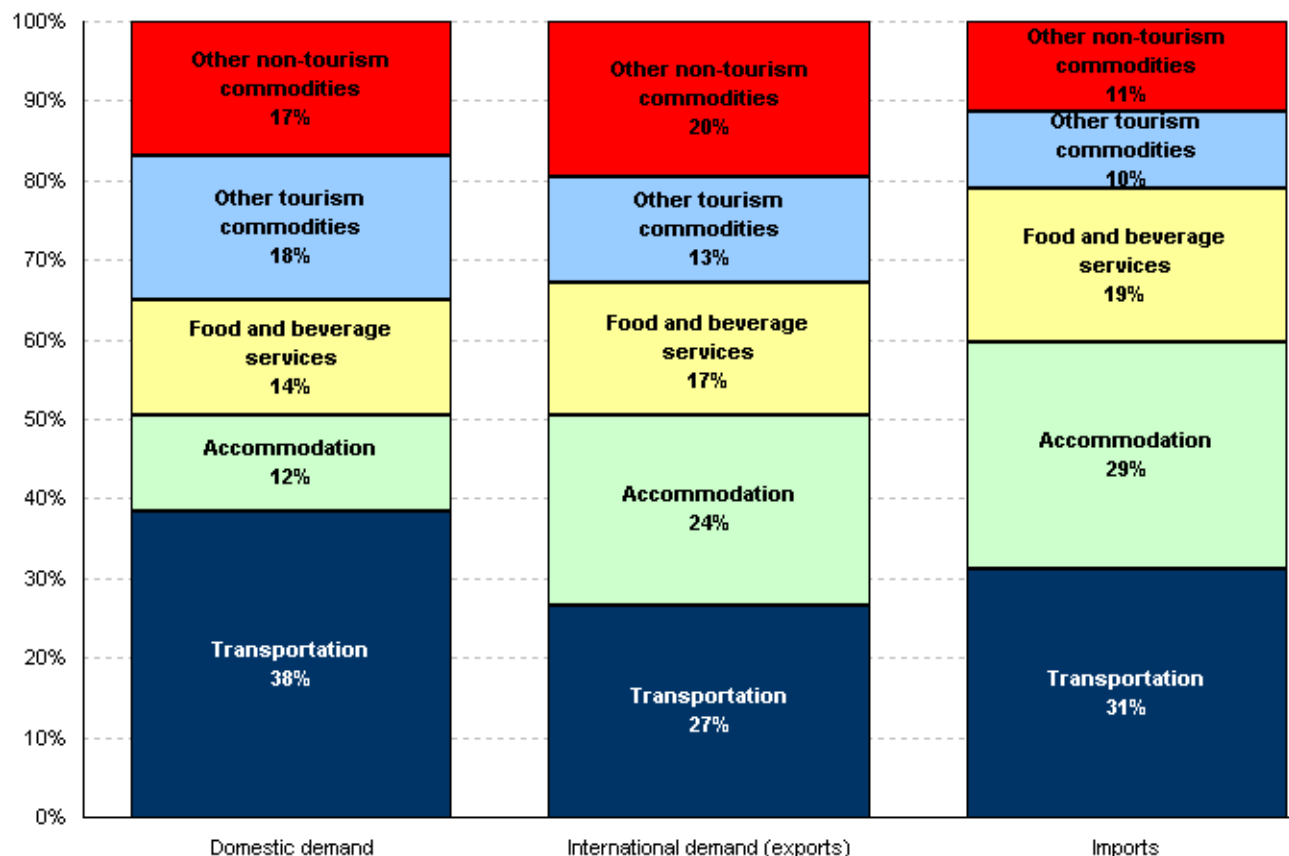 100%
90%
80%
70%
60%
50%
40%
30%
20%
10%
0%
Other non-tourism
commodities
17%
Other tourism
commodities
18%
Food and beverage
services
14%
Accommodation
12%
Transportation
38%
Domestic demand
Other non-tourism
commodities
20%
Other tourism
commodities
13%
Food and beverage
services
17%
Accommodation
24%
Transportation
27%
International demand (exports)
Other non-tourism
commodities
11%
Other tourism
commodities
10%
Food and beverage
services
19%
Accommodation
29%
Transportation
31%
Imports